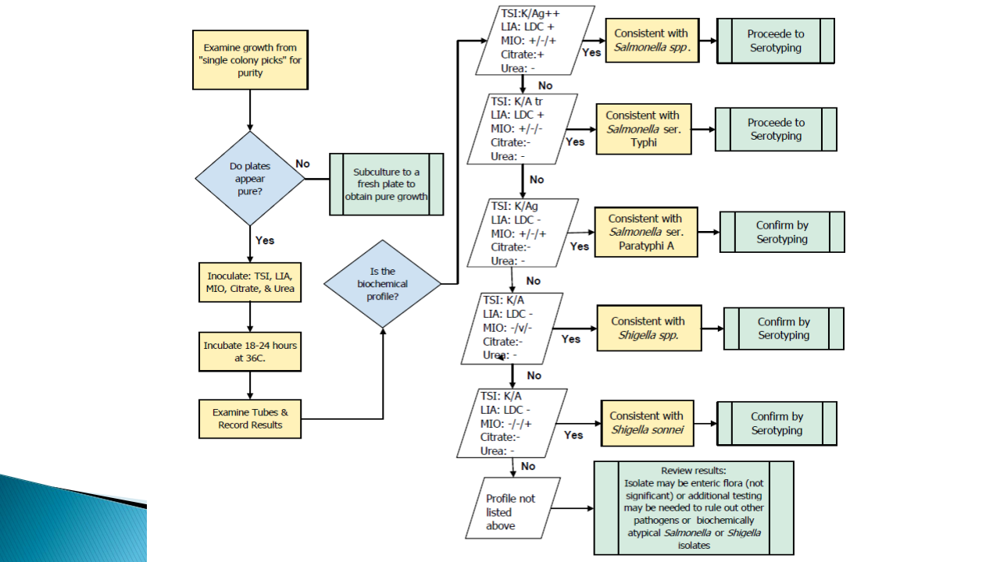 Examine growth from
"single colony picks" for
purity
Do plates
appear
pure?
No
Subculture to a
fresh plate to
obtain pure growth
Yes
Inoculate: TSI, LIA,
MIO, Citrate, & Urea
Incubate 18-24 hours
at 36C.
Examine Tubes &
Record Results
Is the
biochemical
profile?
TSI:K/Ag++
LIA: LDC +
MIO: +/-/+
Citrate:+
Urea: -
Yes
Consistent with
Salmonella spp.
Proceede to
Serotyping
No
TSI: K/A tr
LIA: LDC +
MIO: +/-/-
Citrate:-
Urea: -
Yes
Consistent with
Salmonella ser.
Typhi
Proceede to
Serotyping
No
TSI: K/Ag
LIA: LDC -
MIO: +/-/+
Citrate:-
Urea: -
Yes
Consistent with
Salmonella ser.
Paratyphi A
Confirm by
Serotyping
No
TSI: K/A
LIA: LDC -
MIO: -/v/-
Citrate:-
Urea: -
Yes
Consistent with
Shigella spp.
Confirm by
Serotyping
No
TSI: K/A
LIA: LDC -
MIO: -/-/+
Citrate:-
Urea: -
Yes
Consistent with
Shigella sonnei
Confirm by
Serotyping
No
Profile not
listed
above
Review results:
Isolate may be enteric flora (not
significant) or additional testing
may be needed to rule out other
pathogens or biochemically
atypical Salmonella or Shigella
isolates